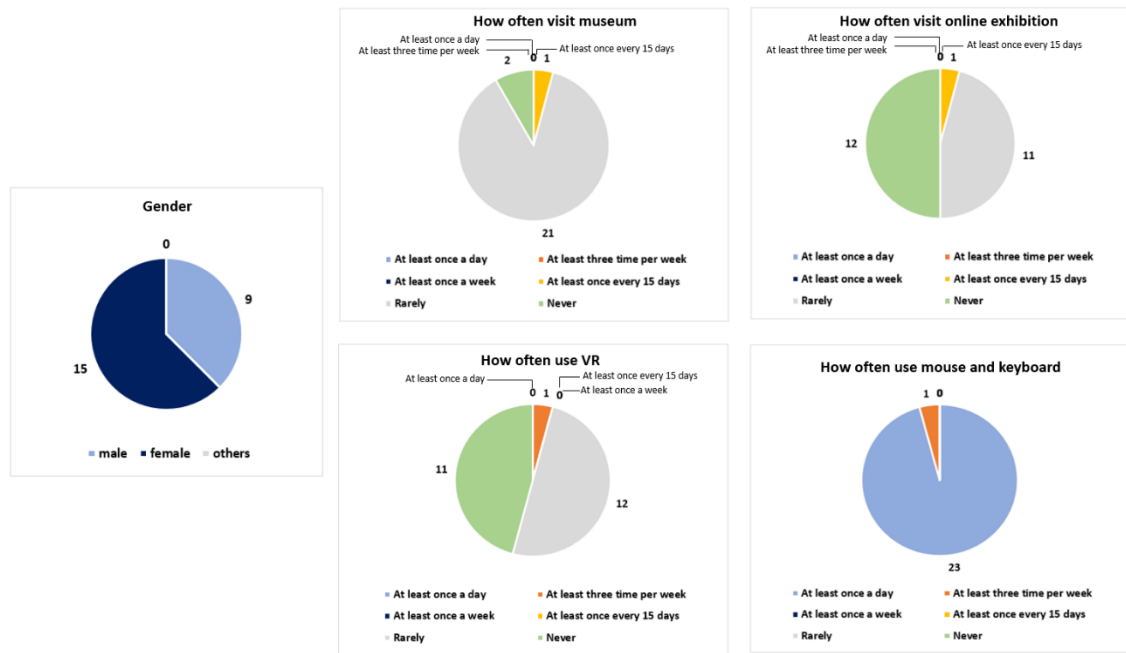 Gender
0
9
15
male female others
How often visit museum
At least once a day
At least three time per week
At least once every 15 days
2 0 1
21
At least once a day At least three time per week
At least once a week At least once every 15 days
Rarely Never
How often visit online exhibition
At least once a day
At least three time per week
At least once every 15 days
0 1
12
11
At least once a day At least three time per week
At least once a week At least once every 15 days
Rarely Never
How often use VR
At least once every 15 days
At least once a day
At least once a week
0 1 0
11
12
At least once a day At least three time per week
At least once a week At least once every 15 days
Rarely Never
How often use mouse and keyboard
1 0
23
At least once a day At least three time per week
At least once a week At least once every 15 days
Rarely Never